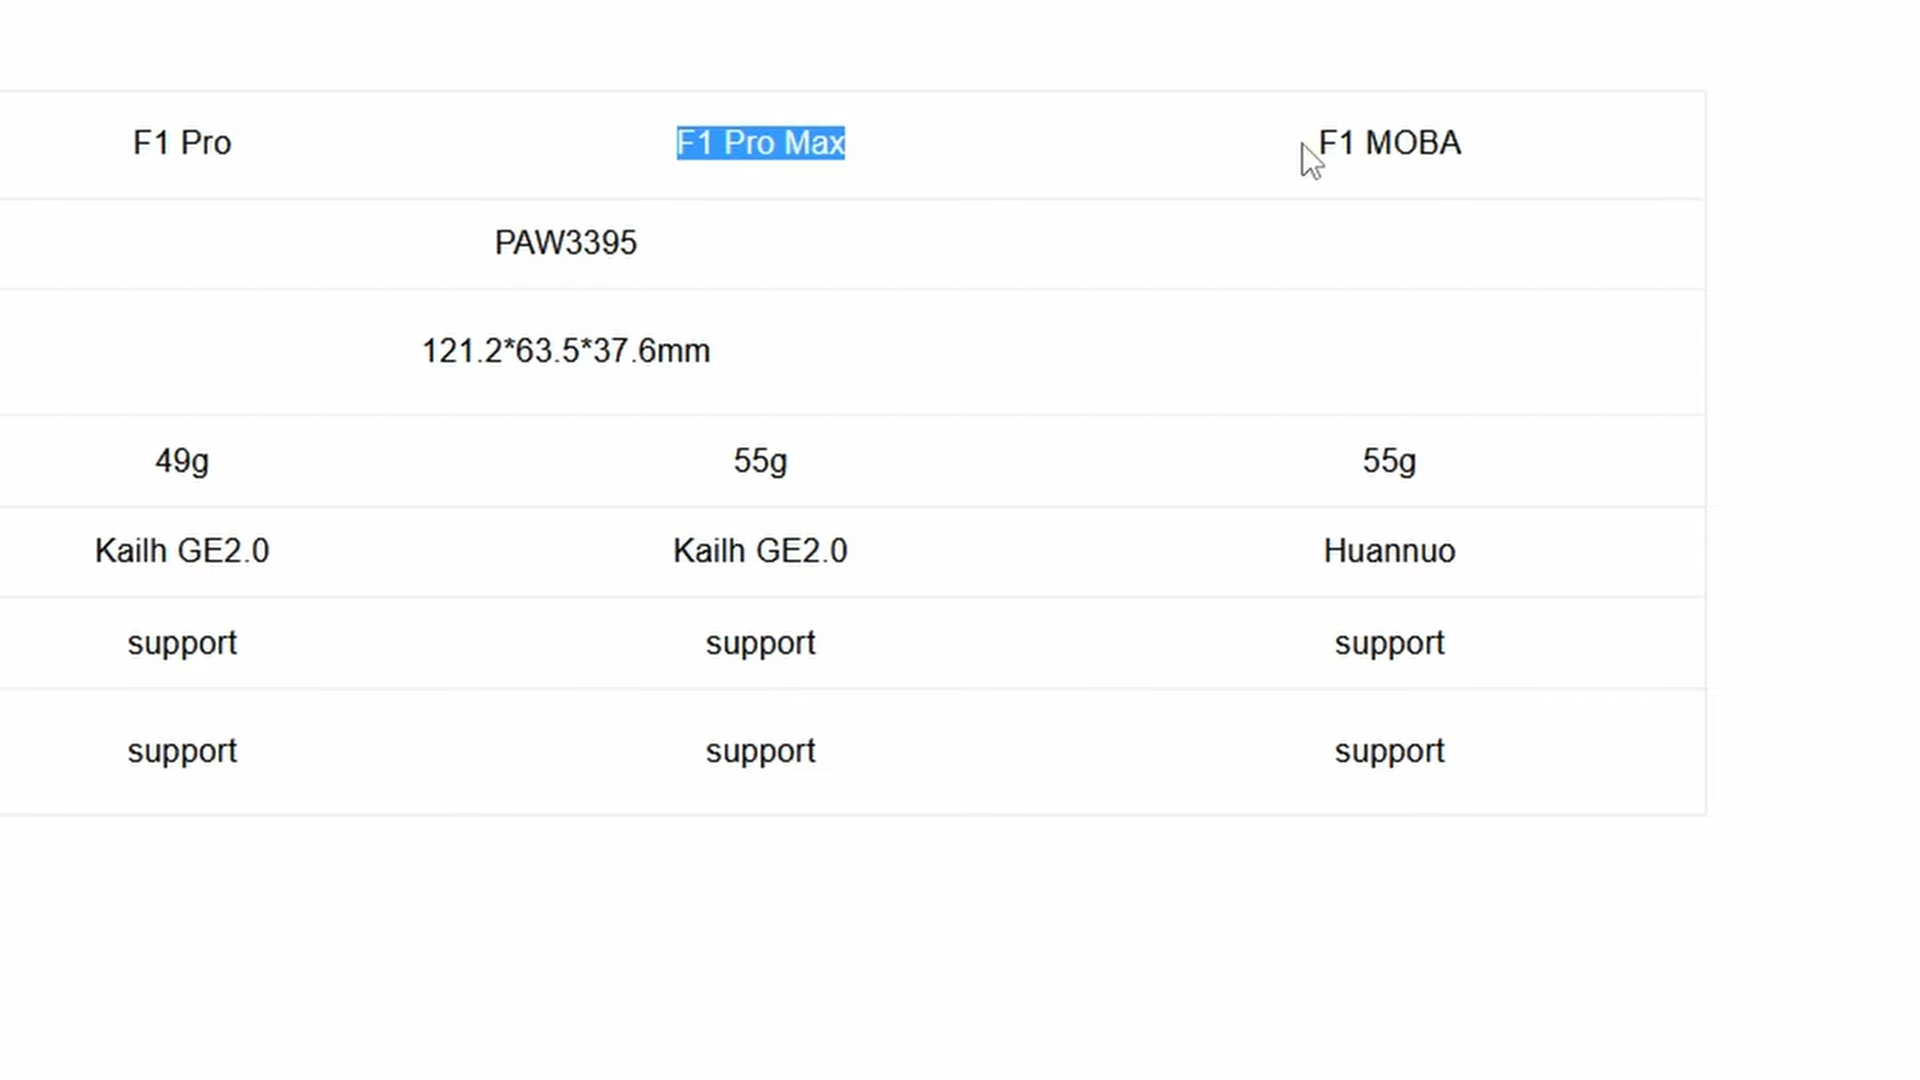 F1 Pro F1 Pro Max F1 MOBA
PAW3395
121.2*63.5*37.6mm
49g 55g 55g
Kailh GE2.0 Kailh GE2.0 Huannuo
support support support
support support support